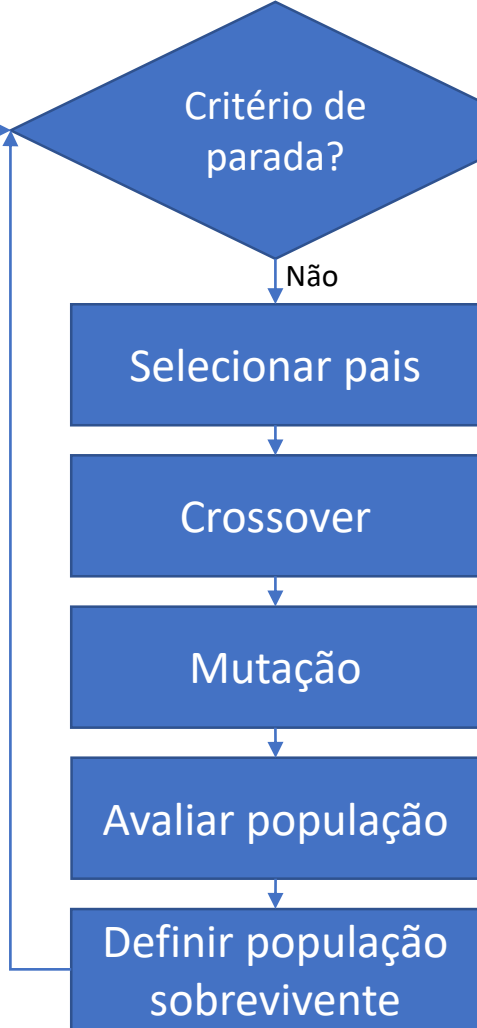 Critério de
parada?
Não
Selecionar pais
Crossover
Mutação
Avaliar população
Definir população
sobrevivente